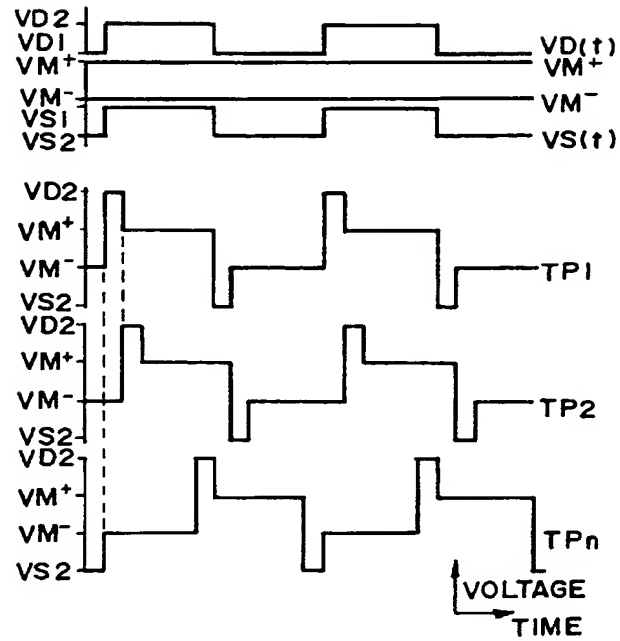 VD2
VD1
VM+
VM-
VS1
VS2
VD(t)
VM+
VM-
VS(t)
VD2
VM+
VM-
VS2
TP1
VD2
VM+
VM-
VS2
TP2
VD2
VM+
VM-
VS2
TPn
VOLTAGE
TIME